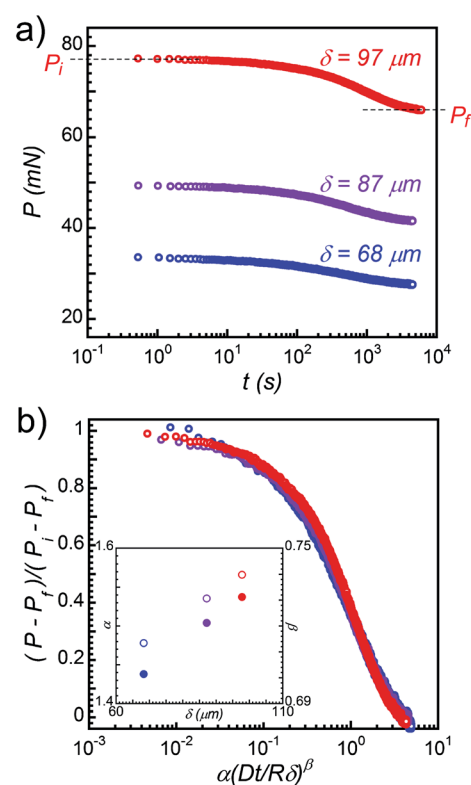 a)
80
60
40
20
P (mN)
P_i
P_f
δ = 97 μm
δ = 87 μm
δ = 68 μm
10^-1
10^0
10^1
10^2
10^3
10^4
t (s)
b)
1
0.8
0.6
0.4
0.2
0
(P - P_f)/(P_i - P_f)
1.6
1.4
α
0.75
0.69
β
60
δ (μm)
110
10^-3
10^-2
10^-1
10^0
10^1
α(Dt/Rδ)^β